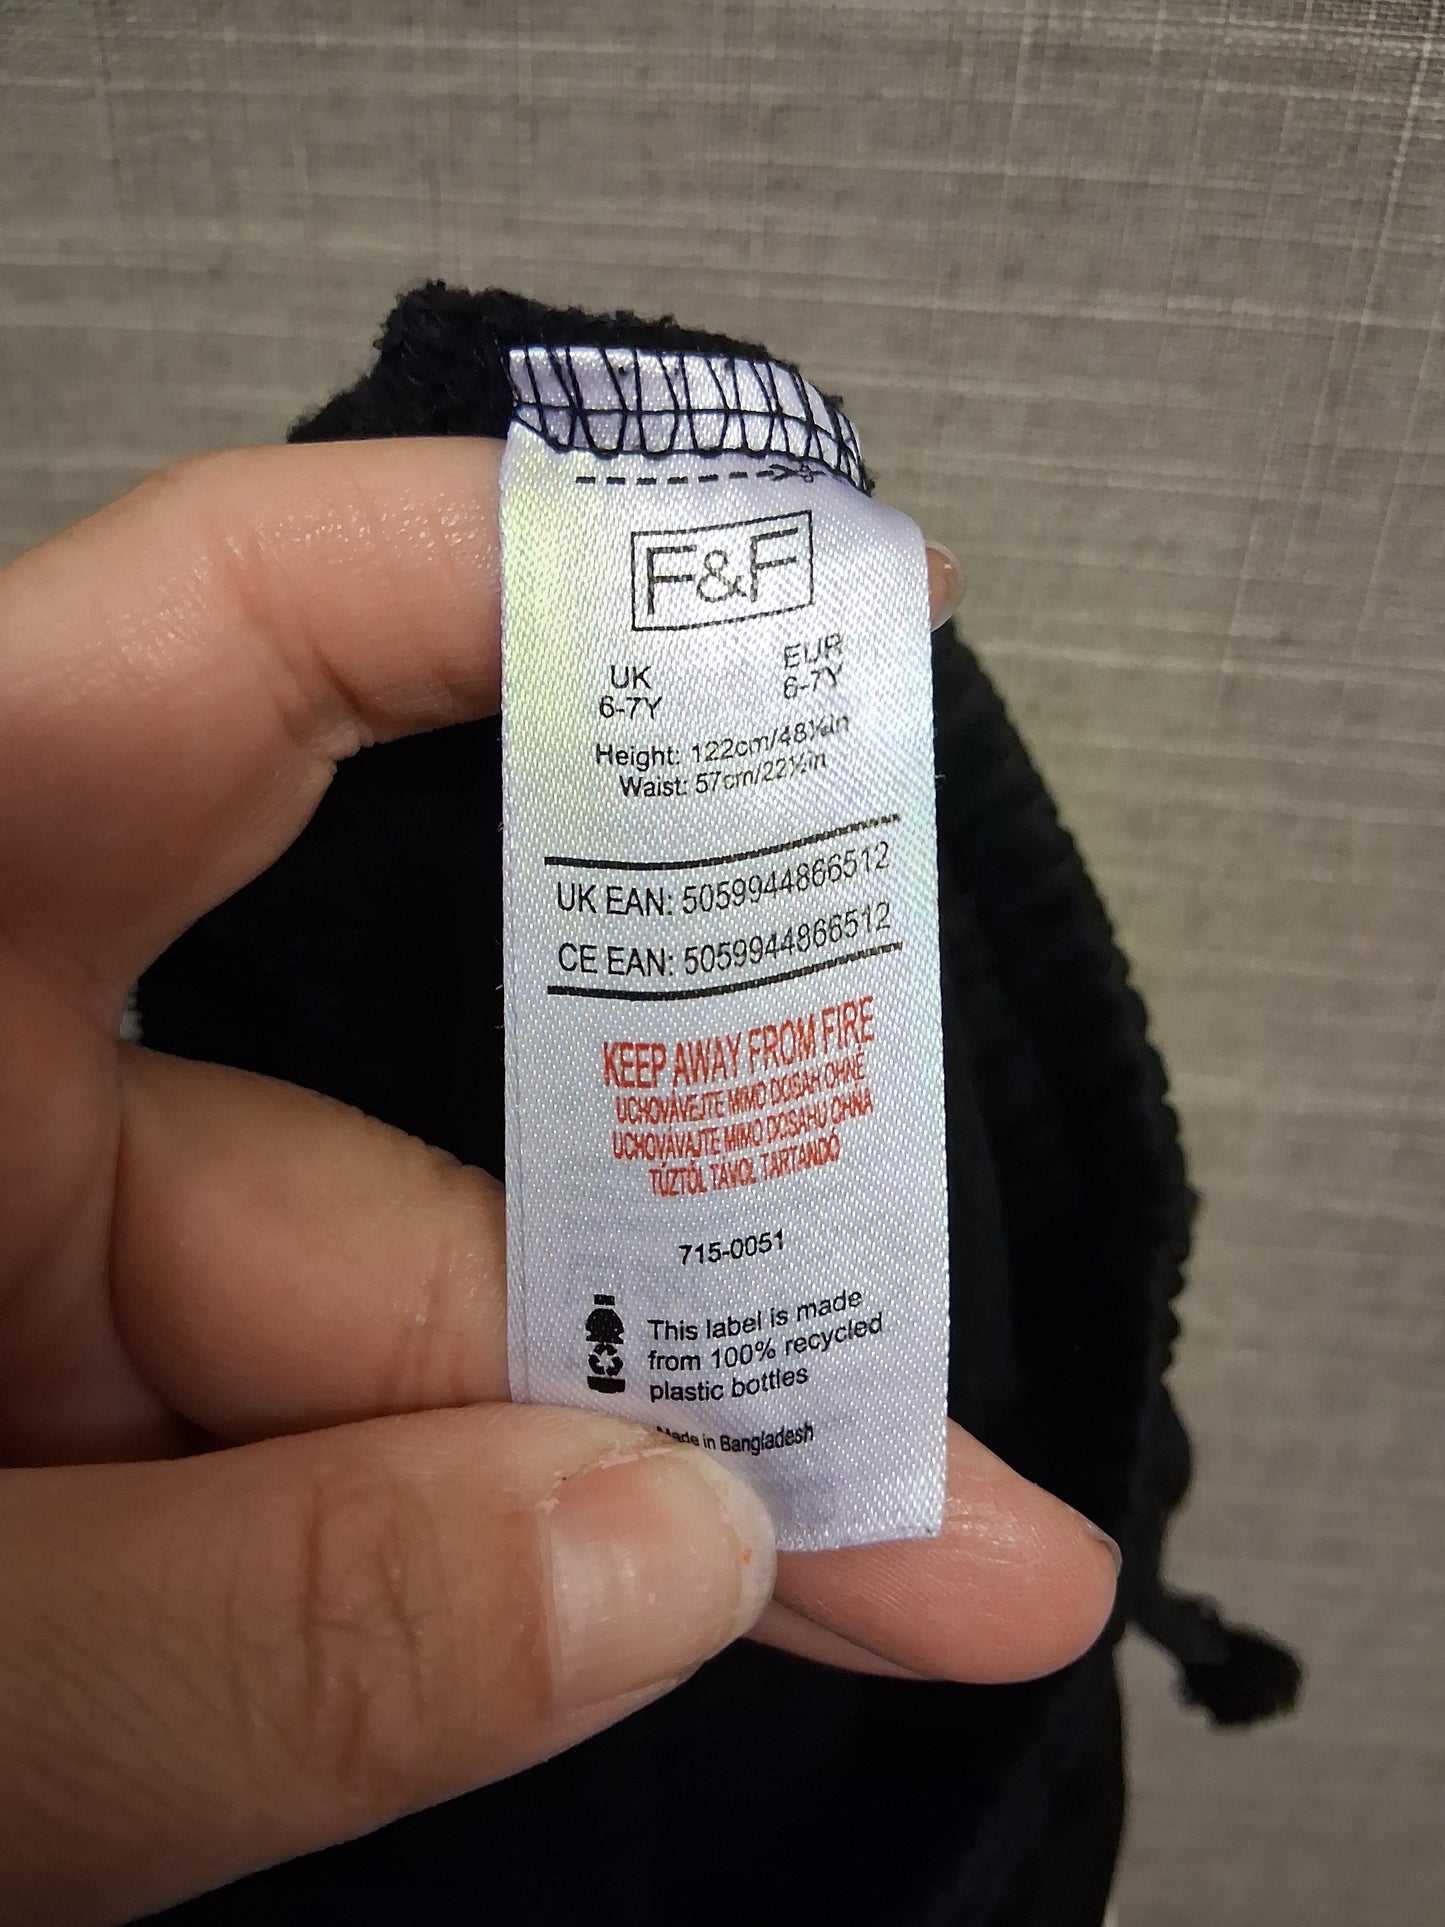 F&F
UK EUR
6-7Y 6-7Y
Height: 122cm/48¼in
Waist: 57cm/22½in
UK EAN: 5059944866512
CE EAN: 5059944866512
KEEP AWAY FROM FIRE
UCHOVÁVEJTE MIMO DOSAH OHNĚ
UCHOVÁVAJTE MIMO DOSAHU OHŇA
TŰZTŐL TÁVOL TARTANDÓ
715-0051
This label is made
from 100% recycled
plastic bottles
Made in Bangladesh